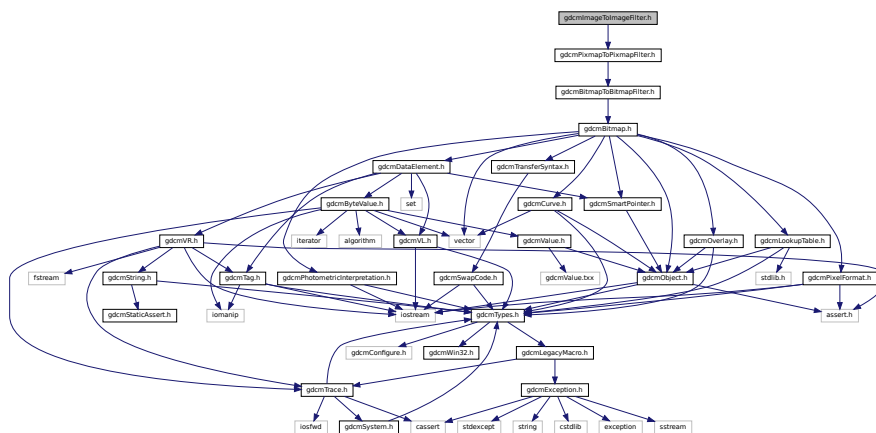 gdcmImageToImageFilter.h
gdcmPixmapToPixmapFilter.h
gdcmBitmapToBitmapFilter.h
gdcmBitmap.h
gdcmDataElement.h
gdcmTransferSyntax.h
gdcmByteValue.h
set
gdcmCurve.h
gdcmSmartPointer.h
gdcmVR.h
iterator
algorithm
gdcmVL.h
vector
gdcmValue.h
gdcmOverlay.h
gdcmLookupTable.h
fstream
gdcmString.h
gdcmTag.h
gdcmPhotometricInterpretation.h
gdcmSwapCode.h
gdcmValue.txx
gdcmObject.h
stdlib.h
gdcmPixelFormat.h
gdcmStaticAssert.h
iomanip
iostream
gdcmTypes.h
assert.h
gdcmConfigure.h
gdcmWin32.h
gdcmLegacyMacro.h
gdcmTrace.h
gdcmException.h
iosfwd
gdcmSystem.h
cassert
stdexcept
string
cstdlib
exception
sstream